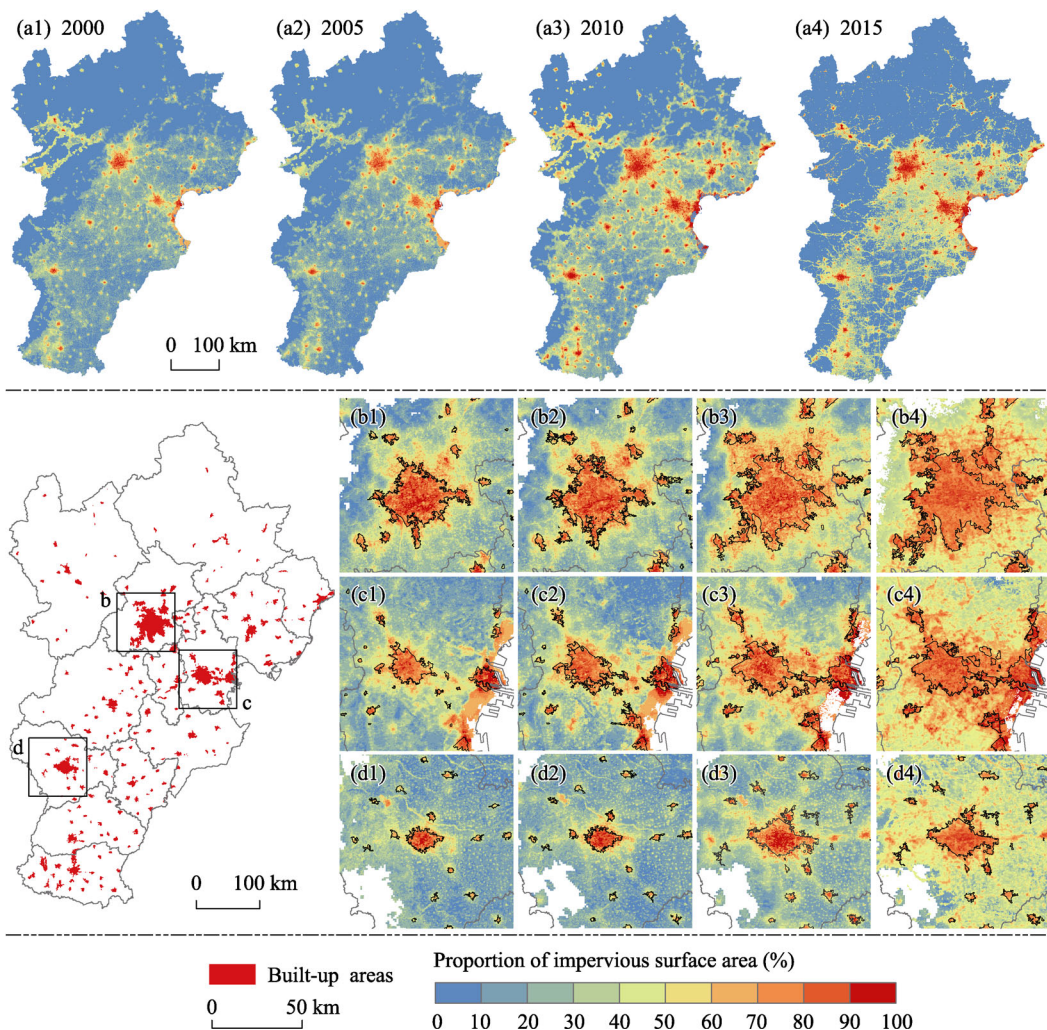 (a1) 2000
(a2) 2005
(a3) 2010
(a4) 2015
0 100 km
(b1)
(b2)
(b3)
(b4)
b
c
d
(c1)
(c2)
(c3)
(c4)
(d1)
(d2)
(d3)
(d4)
0 100 km
Built-up areas
0 50 km
Proportion of impervious surface area (%)
0 10 20 30 40 50 60 70 80 90 100